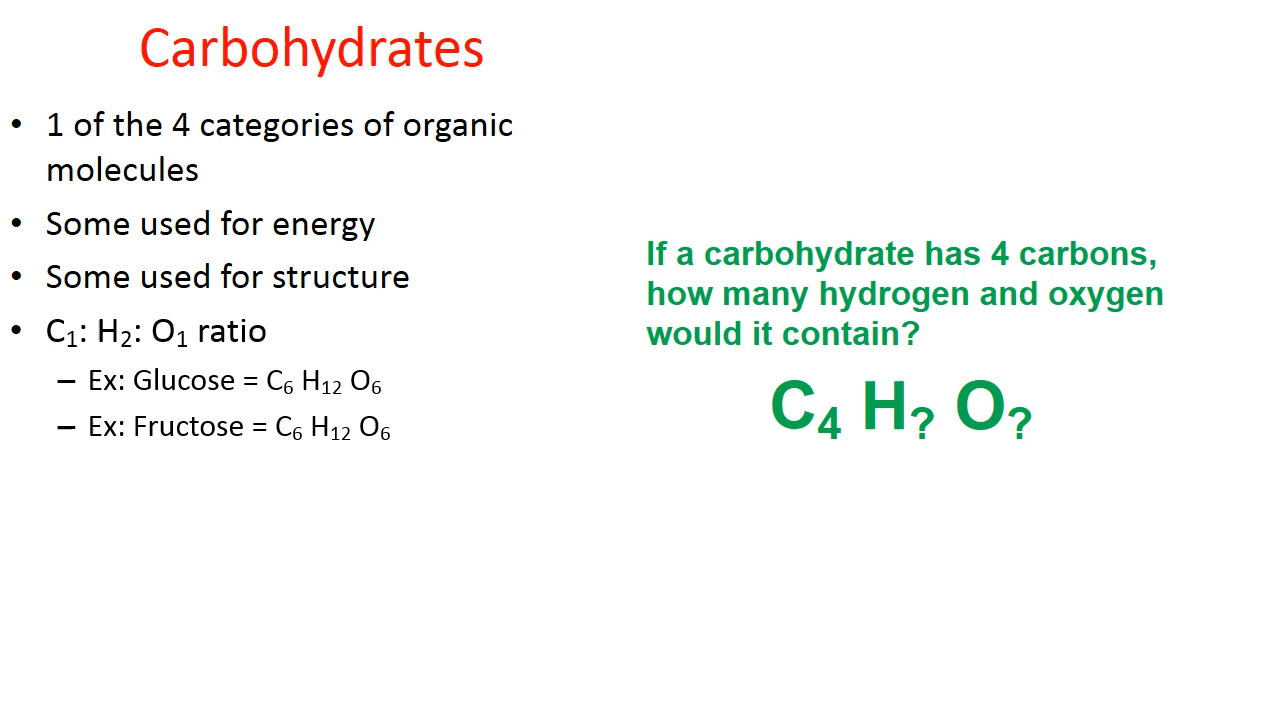 Carbohydrates
• 1 of the 4 categories of organic
molecules
• Some used for energy
• Some used for structure
• C₁: H₂: O₁ ratio
– Ex: Glucose = C₆ H₁₂ O₆
– Ex: Fructose = C₆ H₁₂ O₆
If a carbohydrate has 4 carbons,
how many hydrogen and oxygen
would it contain?
C₄ H? O?